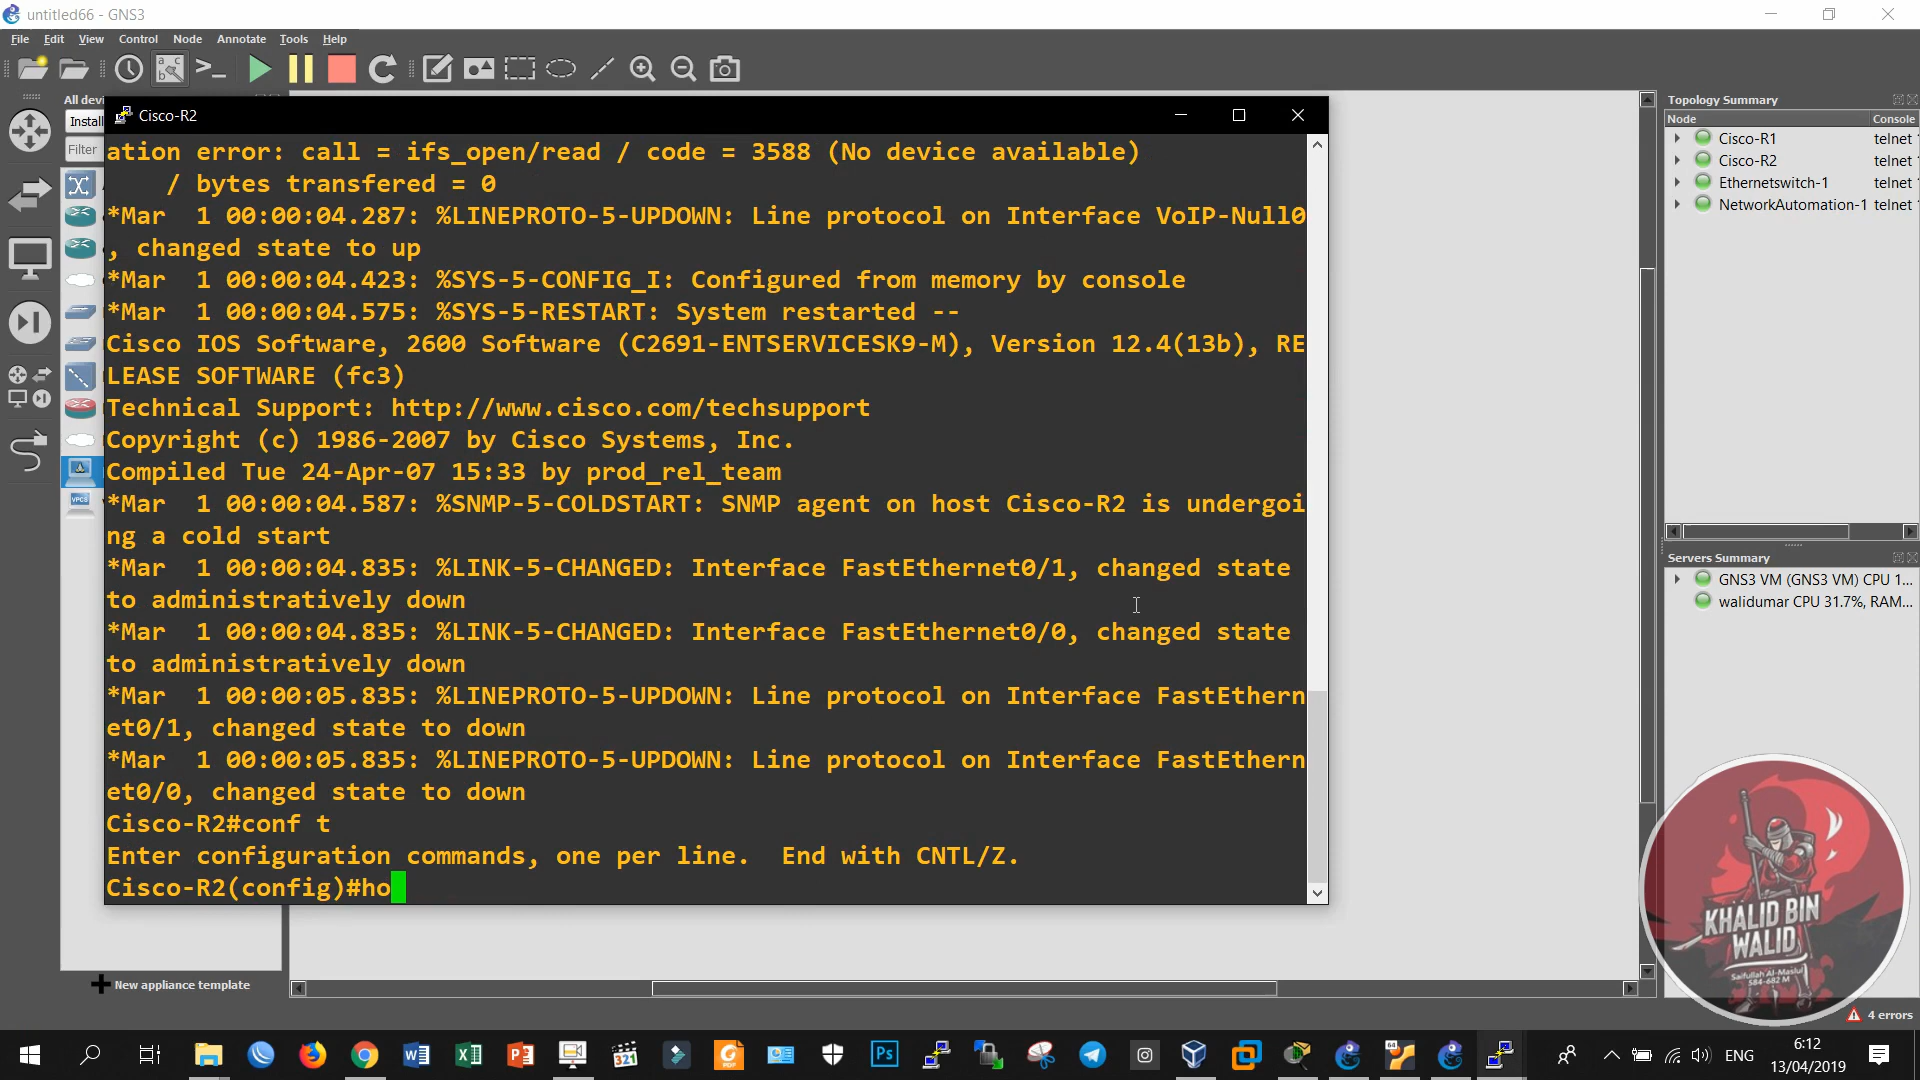 untitled66 - GNS3
File Edit View Control Node Annotate Tools Help
All devi
Install
Filter
Cisco-R2
ation error: call = ifs_open/read / code = 3588 (No device available)
/ bytes transfered = 0
*Mar  1 00:00:04.287: %LINEPROTO-5-UPDOWN: Line protocol on Interface VoIP-Null0
, changed state to up
*Mar  1 00:00:04.423: %SYS-5-CONFIG_I: Configured from memory by console
*Mar  1 00:00:04.575: %SYS-5-RESTART: System restarted --
Cisco IOS Software, 2600 Software (C2691-ENTSERVICESK9-M), Version 12.4(13b), RE
LEASE SOFTWARE (fc3)
Technical Support: http://www.cisco.com/techsupport
Copyright (c) 1986-2007 by Cisco Systems, Inc.
Compiled Tue 24-Apr-07 15:33 by prod_rel_team
*Mar  1 00:00:04.587: %SNMP-5-COLDSTART: SNMP agent on host Cisco-R2 is undergoi
ng a cold start
*Mar  1 00:00:04.835: %LINK-5-CHANGED: Interface FastEthernet0/1, changed state
to administratively down
*Mar  1 00:00:04.835: %LINK-5-CHANGED: Interface FastEthernet0/0, changed state
to administratively down
*Mar  1 00:00:05.835: %LINEPROTO-5-UPDOWN: Line protocol on Interface FastEthern
et0/1, changed state to down
*Mar  1 00:00:05.835: %LINEPROTO-5-UPDOWN: Line protocol on Interface FastEthern
et0/0, changed state to down
Cisco-R2#conf t
Enter configuration commands, one per line.  End with CNTL/Z.
Cisco-R2(config)#ho
New appliance template
Topology Summary
Node Console
Cisco-R1 telnet
Cisco-R2 telnet
Ethernetswitch-1 telnet
NetworkAutomation-1 telnet
Servers Summary
GNS3 VM (GNS3 VM) CPU 1...
walidumar CPU 31.7%, RAM...
KHALID BIN
WALID
Saifullah Al-Maslul
584-682 M
4 errors
ENG
6:12
13/04/2019